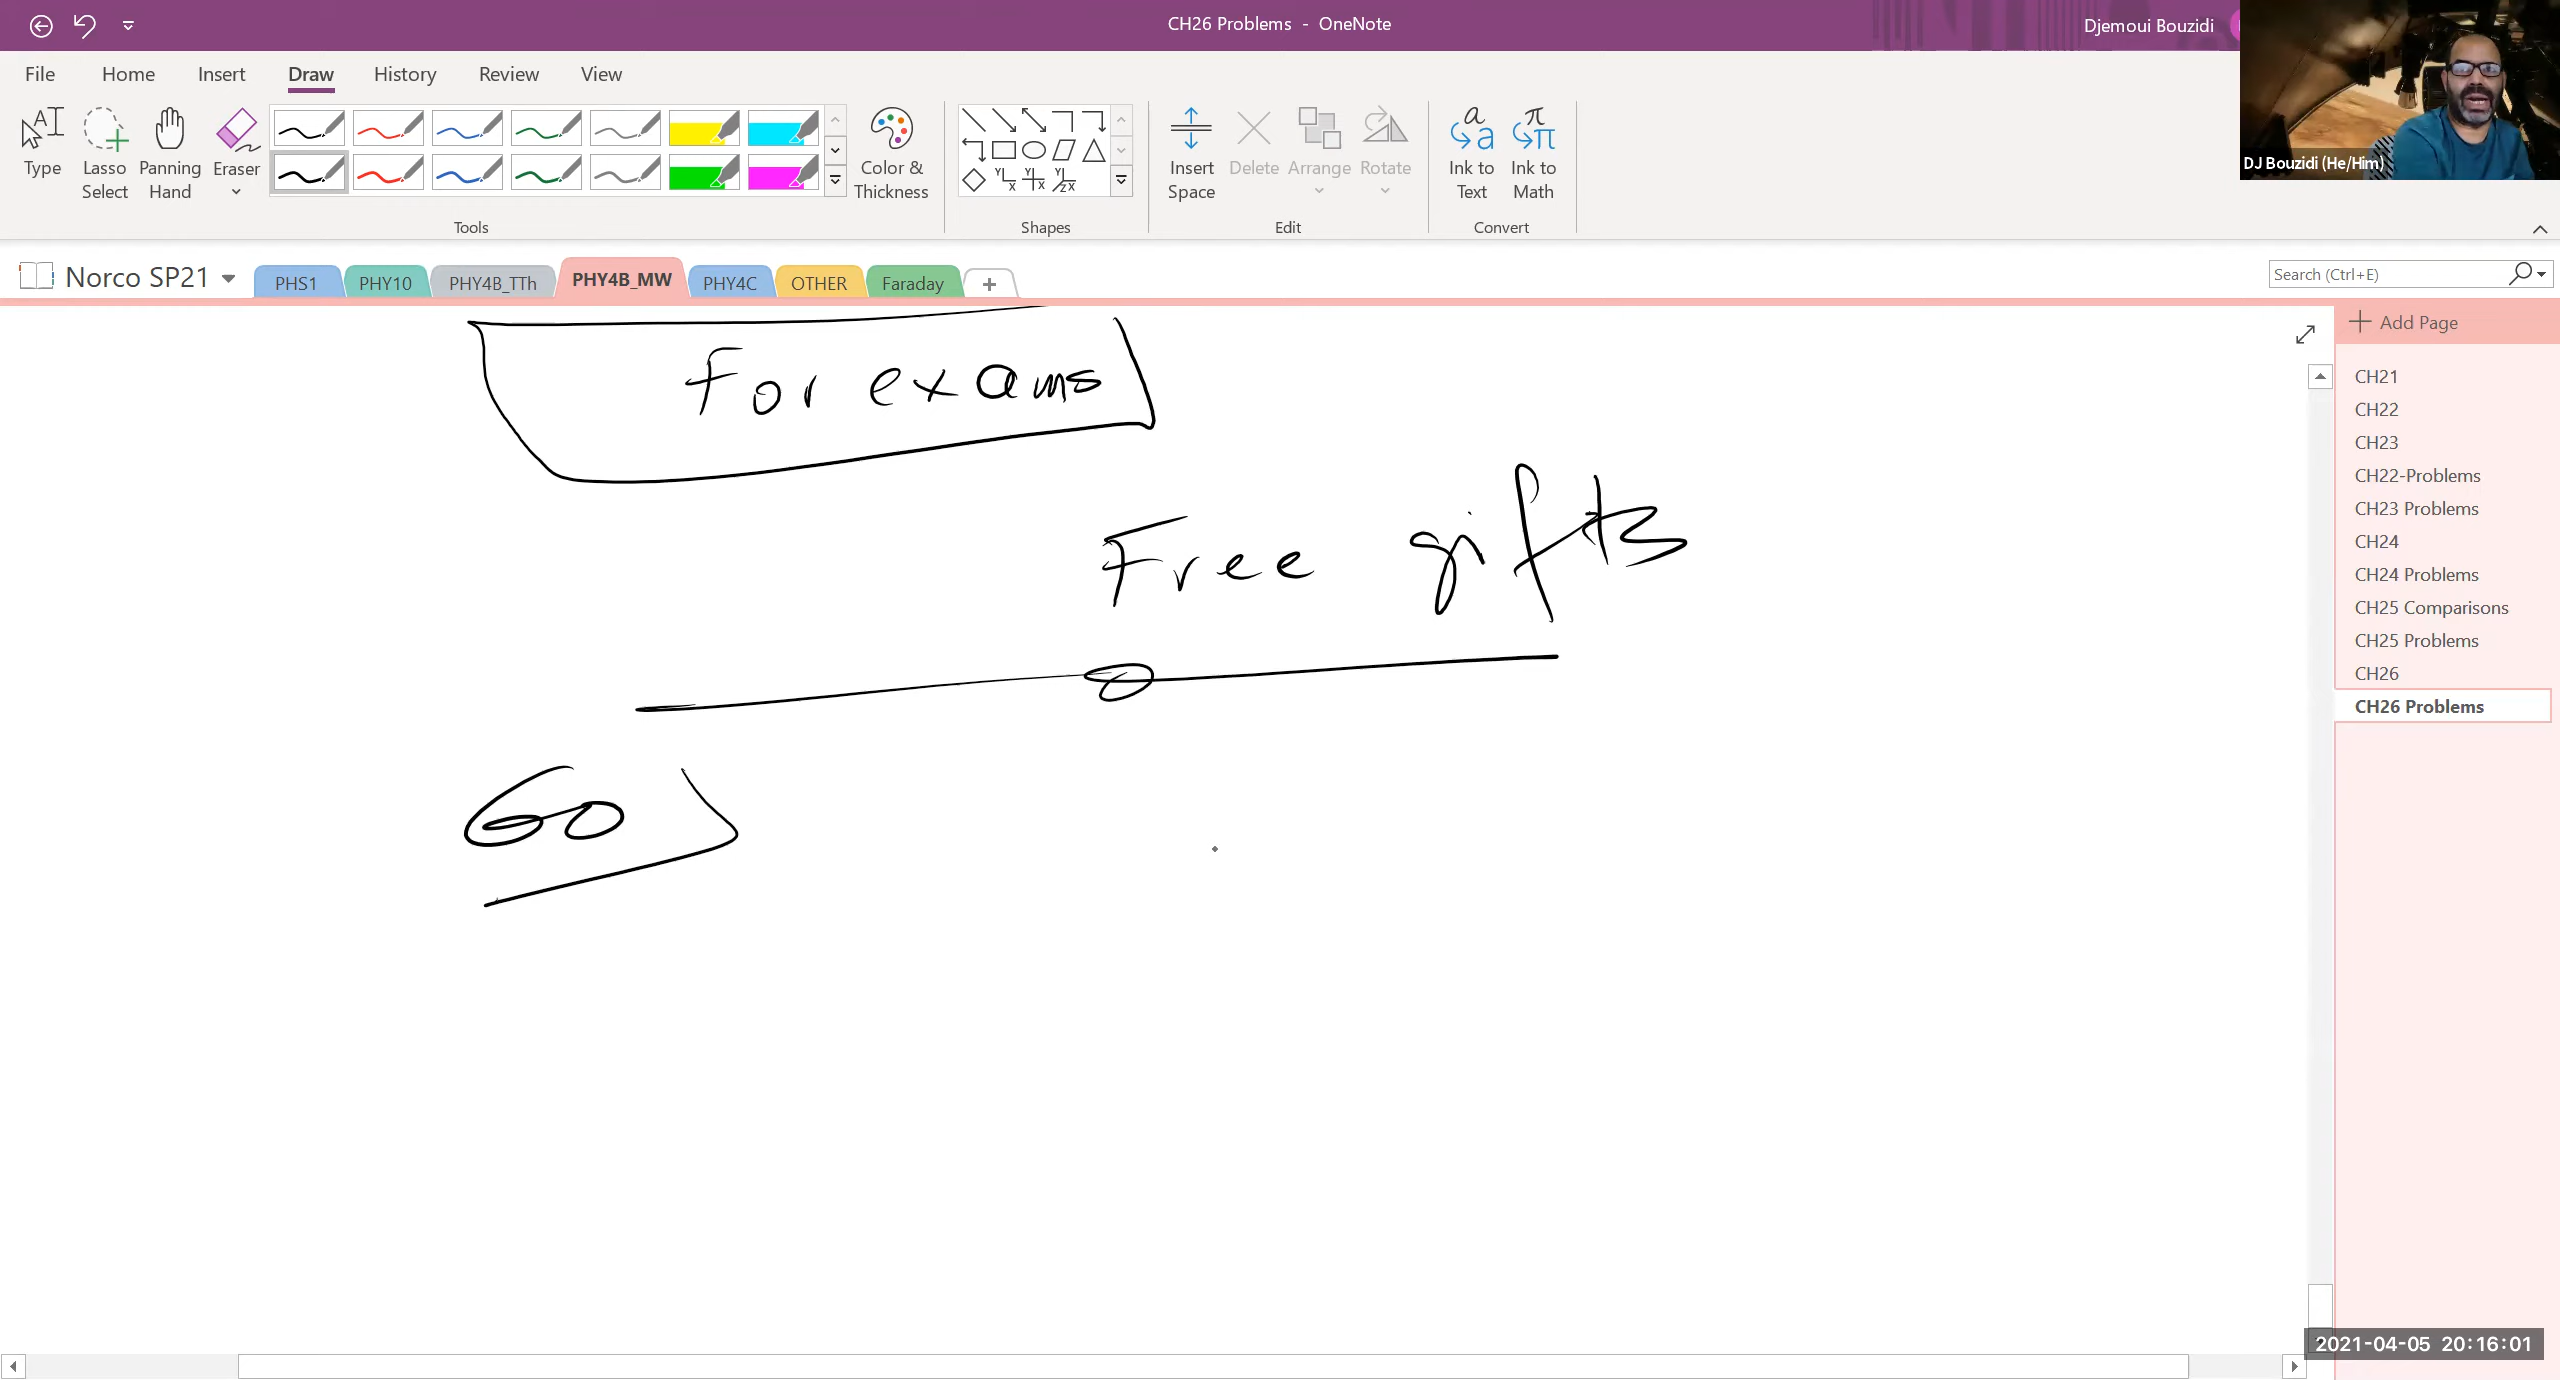 CH26 Problems - OneNote
Djemoui Bouzidi
File Home Insert Draw History Review View
Type
Lasso Select
Panning Hand
Eraser
Color & Thickness
Insert Space
Delete
Arrange
Rotate
Ink to Text
Ink to Math
Tools Shapes Edit Convert
DJ Bouzidi (He/Him)
Norco SP21 PHS1 PHY10 PHY4B_TTh PHY4B_MW PHY4C OTHER Faraday
Search (Ctrl+E)
Add Page
CH21
CH22
CH23
CH22-Problems
CH23 Problems
CH24
CH24 Problems
CH25 Comparisons
CH25 Problems
CH26
CH26 Problems
For exams
Free gifts
60)
2021-04-05 20:16:01